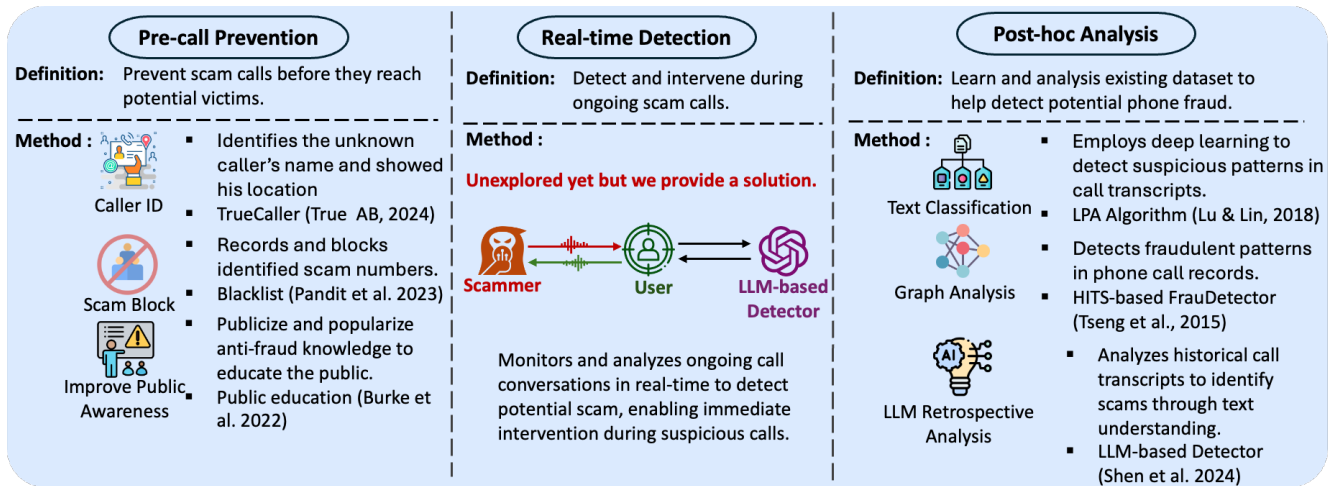 Pre-call Prevention
Definition: Prevent scam calls before they reach
potential victims.
Method :
Caller ID
▪ Identifies the unknown
caller's name and showed
his location
▪ TrueCaller (True AB, 2024)
Scam Block
▪ Records and blocks
identified scam numbers.
▪ Blacklist (Pandit et al. 2023)
Improve Public
Awareness
▪ Publicize and popularize
anti-fraud knowledge to
educate the public.
▪ Public education (Burke et
al. 2022)
Real-time Detection
Definition: Detect and intervene during
ongoing scam calls.
Method :
Unexplored yet but we provide a solution.
Scammer
User
LLM-based
Detector
Monitors and analyzes ongoing call
conversations in real-time to detect
potential scam, enabling immediate
intervention during suspicious calls.
Post-hoc Analysis
Definition: Learn and analysis existing dataset to
help detect potential phone fraud.
Method :
Text Classification
▪ Employs deep learning to
detect suspicious patterns in
call transcripts.
▪ LPA Algorithm (Lu & Lin, 2018)
Graph Analysis
▪ Detects fraudulent patterns
in phone call records.
▪ HITS-based FrauDetector
(Tseng et al., 2015)
AI
LLM Retrospective
Analysis
▪ Analyzes historical call
transcripts to identify
scams through text
understanding.
▪ LLM-based Detector
(Shen et al. 2024)